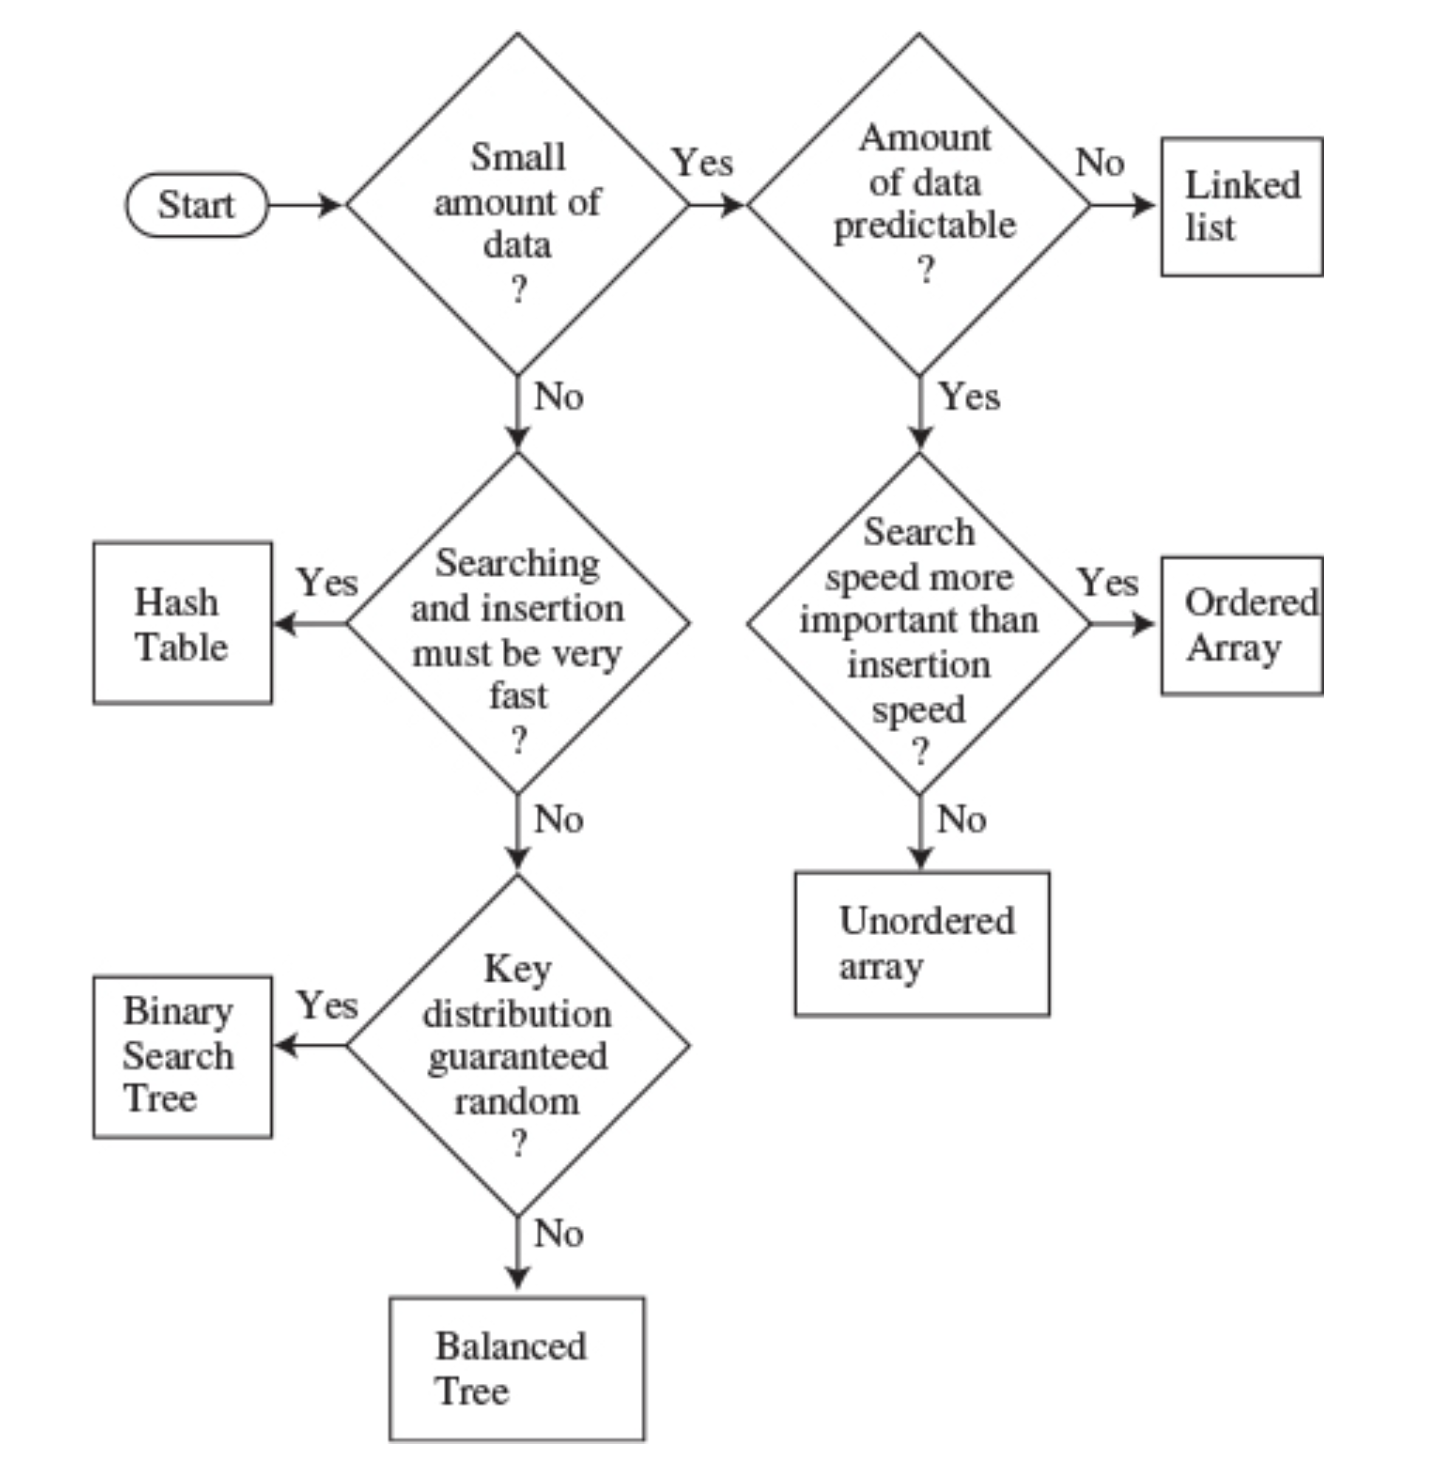 Start
Small
amount of
data
?
Yes
Amount
of data
predictable
?
No
Linked
list
No
Yes
Hash
Table
Yes
Searching
and insertion
must be very
fast
?
Search
speed more
important than
insertion
speed
?
Yes
Ordered
Array
No
No
Unordered
array
Binary
Search
Tree
Yes
Key
distribution
guaranteed
random
?
No
Balanced
Tree